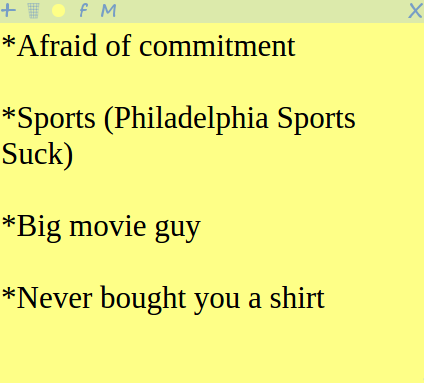 *Afraid of commitment
*Sports (Philadelphia Sports
Suck)
*Big movie guy
*Never bought you a shirt